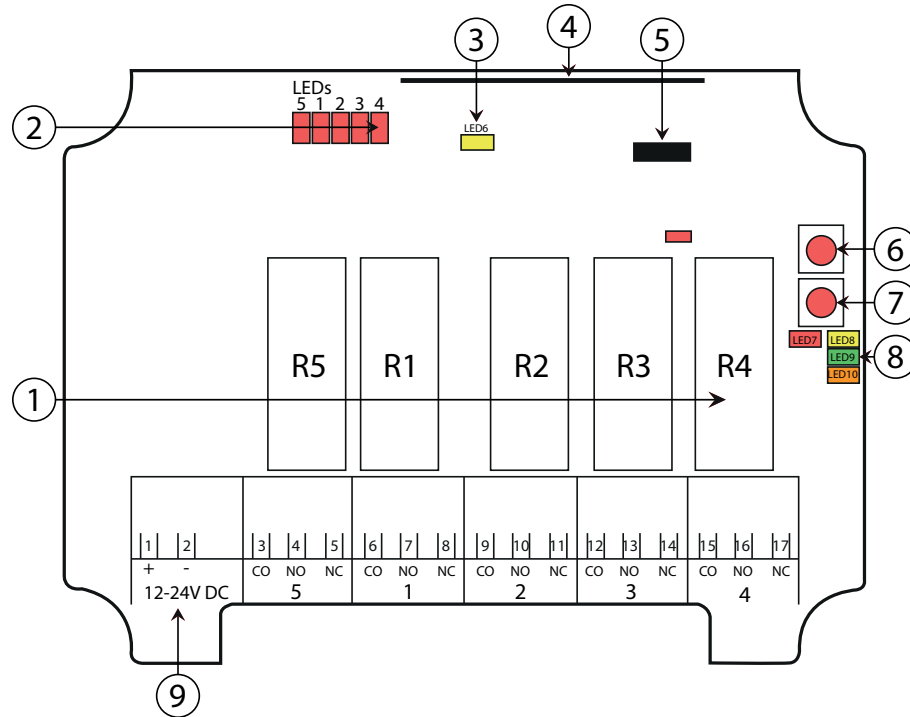 3 4 5
LEDs
5 1 2 3 4
2
LED6
6
7
LED7 LED8
LED9
8
LED10
R5 R1 R2 R3 R4
1
1 2 3 4 5 6 7 8 9 10 11 12 13 14 15 16 17
+ - CO NO NC CO NO NC CO NO NC CO NO NC CO NO NC
12-24V DC 5 1 2 3 4
9